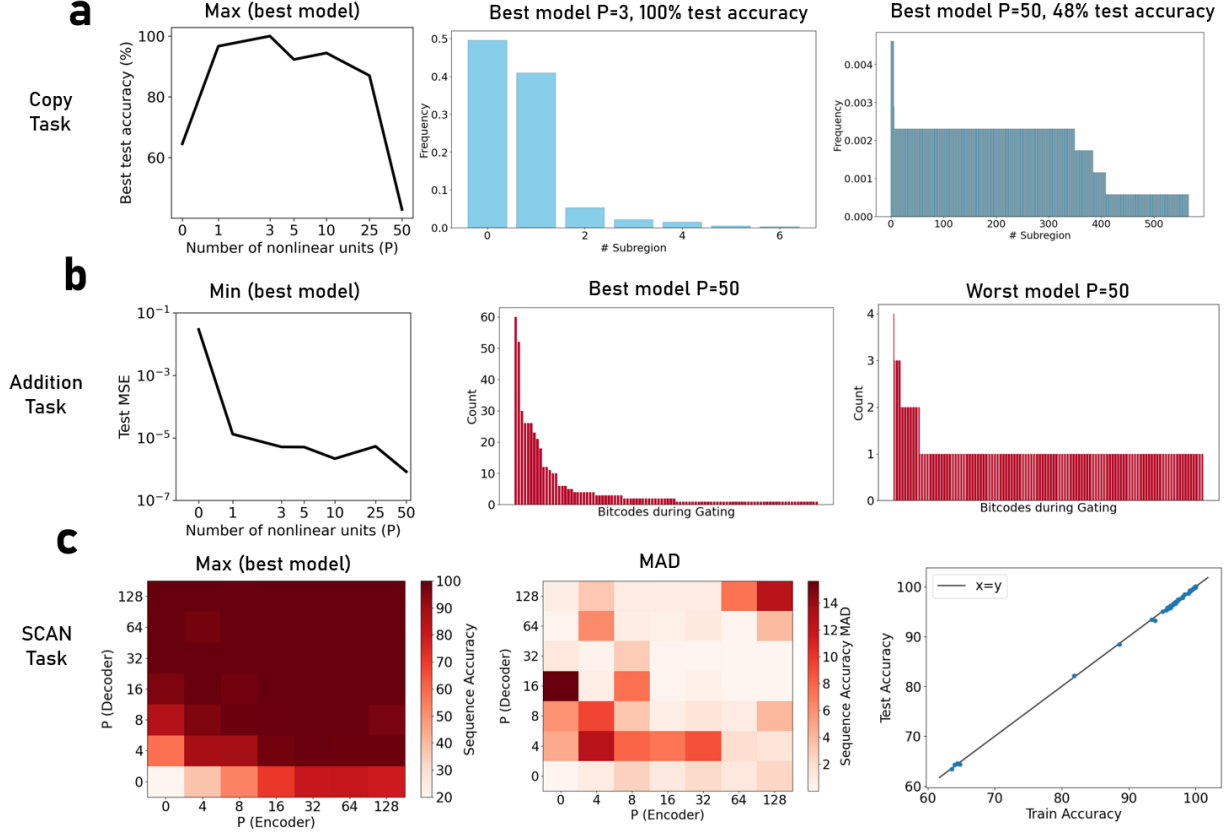 a
Copy
Task
Max (best model)
Best test accuracy (%)
100
80
60
0
1
3
5
10
25
50
Number of nonlinear units (P)
Best model P=3, 100% test accuracy
Frequency
0.5
0.4
0.3
0.2
0.1
0.0
0
2
4
6
# Subregion
Best model P=50, 48% test accuracy
Frequency
0.004
0.003
0.002
0.001
0.000
0
100
200
300
400
500
# Subregion
b
Addition
Task
Min (best model)
Test MSE
10⁻¹
10⁻³
10⁻⁵
10⁻⁷
0
1
3
5
10
25
50
Number of nonlinear units (P)
Best model P=50
Count
60
50
40
30
20
10
0
Bitcodes during Gating
Worst model P=50
Count
4
3
2
1
0
Bitcodes during Gating
c
SCAN
Task
Max (best model)
P (Decoder)
128
64
32
16
8
4
0
0
4
8
16
32
64
128
P (Encoder)
100
90
80
70
60
50
40
30
20
Sequence Accuracy
MAD
P (Decoder)
128
64
32
16
8
4
0
0
4
8
16
32
64
128
P (Encoder)
14
12
10
8
6
4
2
Sequence Accuracy MAD
x=y
Test Accuracy
100
90
80
70
60
60
70
80
90
100
Train Accuracy